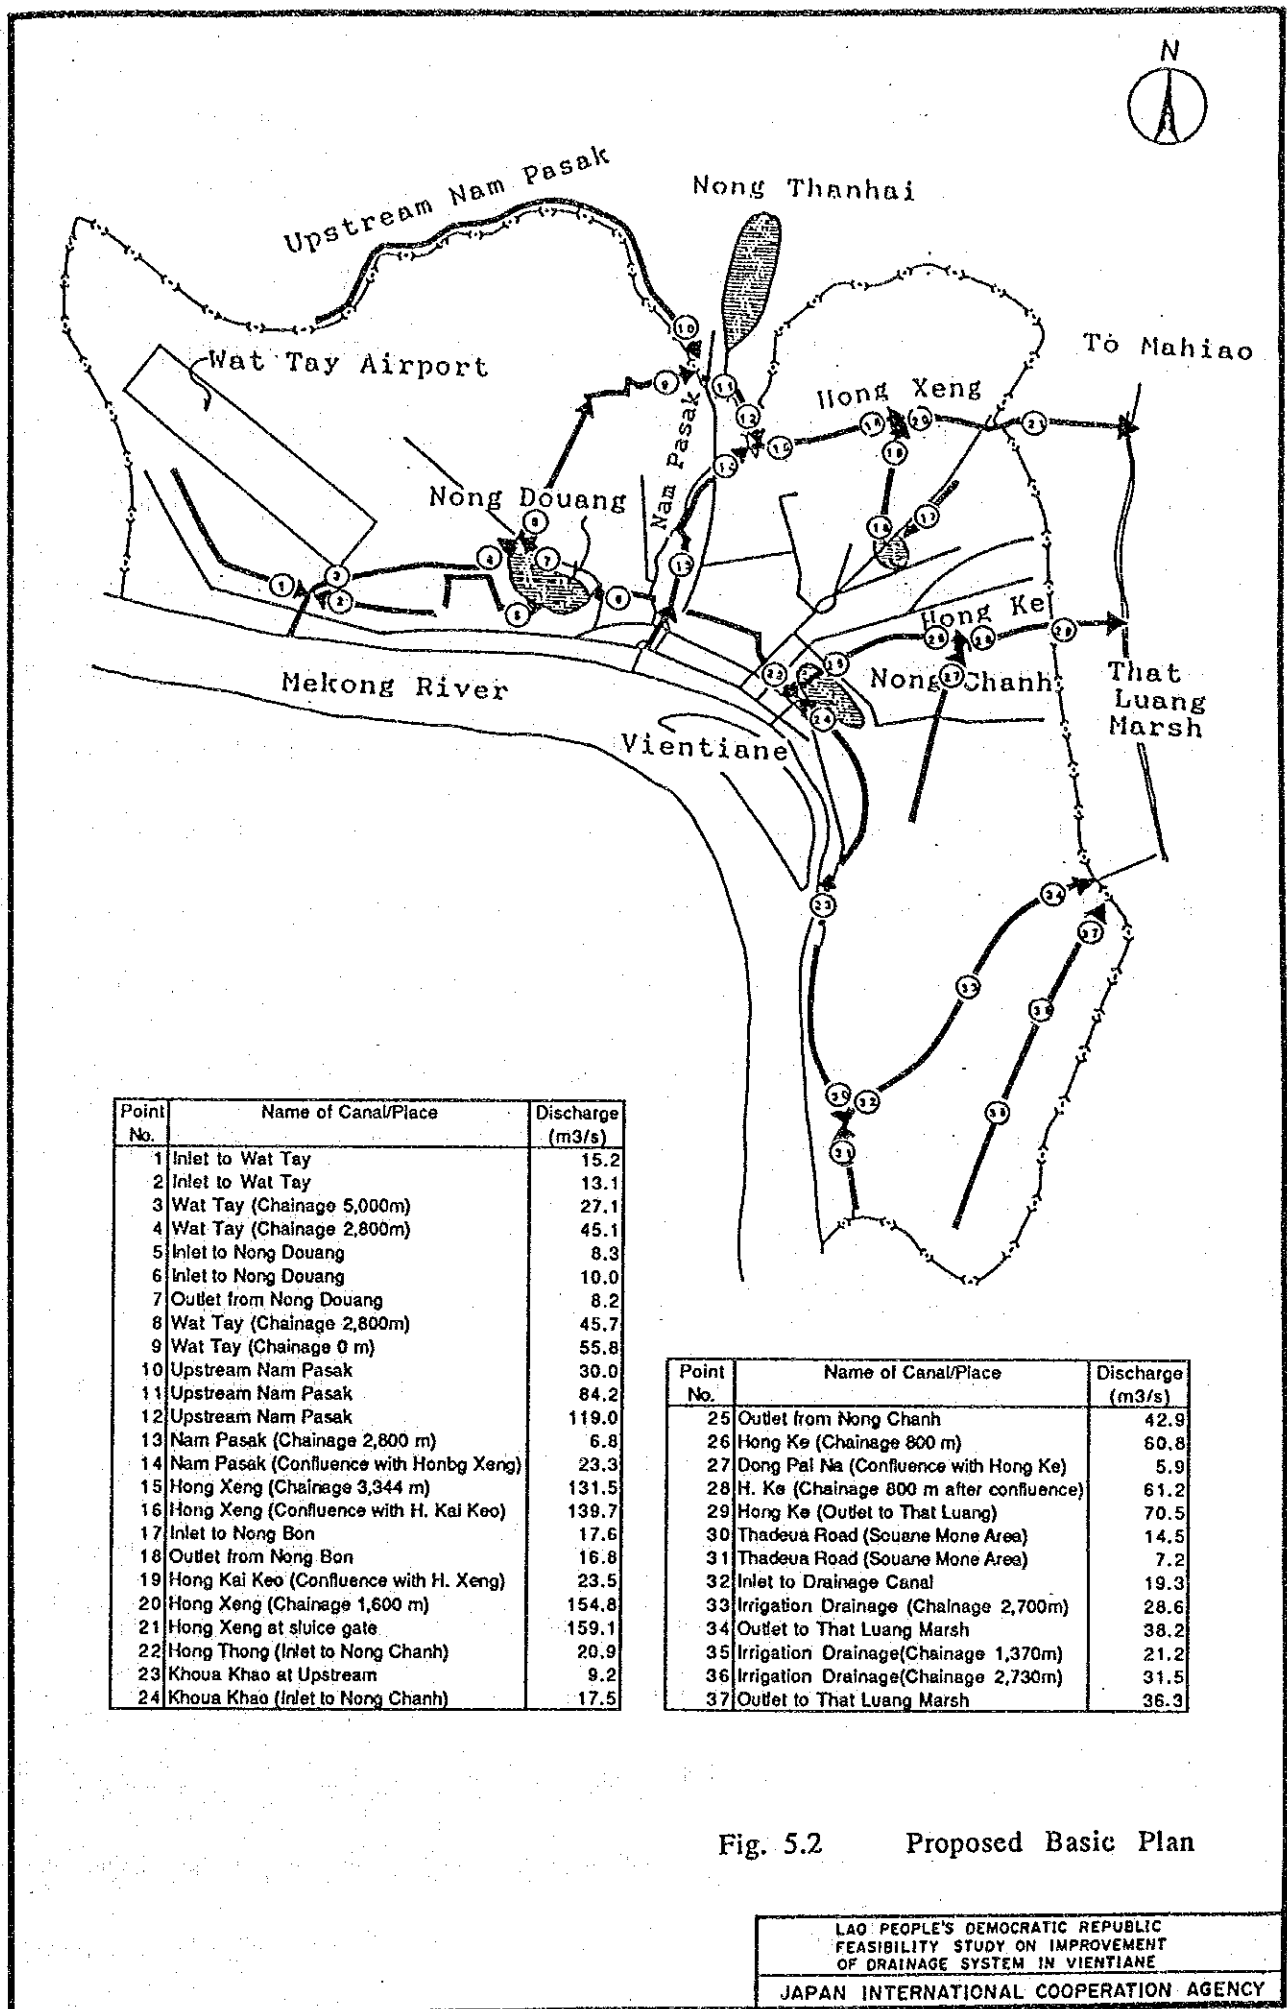 N
Upstream Nam Pasak
Nong Thanhai
Wat Tay Airport
To Mahiao
Hong Xeng
Nam Pasak
Nong Douang
Hong Ke
Mekong River
Nong Chanh
That
Luang
Marsh
Vientiane
Point No. Name of Canal/Place Discharge (m3/s)
1 Inlet to Wat Tay 15.2
2 Inlet to Wat Tay 13.1
3 Wat Tay (Chainage 5,000m) 27.1
4 Wat Tay (Chainage 2,800m) 45.1
5 Inlet to Nong Douang 8.3
6 Inlet to Nong Douang 10.0
7 Outlet from Nong Douang 8.2
8 Wat Tay (Chainage 2,800m) 45.7
9 Wat Tay (Chainage 0 m) 55.8
10 Upstream Nam Pasak 30.0
11 Upstream Nam Pasak 84.2
12 Upstream Nam Pasak 119.0
13 Nam Pasak (Chainage 2,800 m) 6.8
14 Nam Pasak (Confluence with Honbg Xeng) 23.3
15 Hong Xeng (Chainage 3,344 m) 131.5
16 Hong Xeng (Confluence with H. Kai Keo) 139.7
17 Inlet to Nong Bon 17.6
18 Outlet from Nong Bon 16.8
19 Hong Kai Keo (Confluence with H. Xeng) 23.5
20 Hong Xeng (Chainage 1,600 m) 154.8
21 Hong Xeng at sluice gate 159.1
22 Hong Thong (Inlet to Nong Chanh) 20.9
23 Khoua Khao at Upstream 9.2
24 Khoua Khao (Inlet to Nong Chanh) 17.5
Point No. Name of Canal/Place Discharge (m3/s)
25 Outlet from Nong Chanh 42.9
26 Hong Ke (Chainage 800 m) 60.8
27 Dong Pal Na (Confluence with Hong Ke) 5.9
28 H. Ke (Chainage 800 m after confluence) 61.2
29 Hong Ke (Outlet to That Luang) 70.5
30 Thadeua Road (Souane Mone Area) 14.5
31 Thadeua Road (Souane Mone Area) 7.2
32 Inlet to Drainage Canal 19.3
33 Irrigation Drainage (Chainage 2,700m) 28.6
34 Outlet to That Luang Marsh 38.2
35 Irrigation Drainage(Chainage 1,370m) 21.2
36 Irrigation Drainage(Chainage 2,730m) 31.5
37 Outlet to That Luang Marsh 36.3
Fig. 5.2 Proposed Basic Plan
LAO PEOPLE'S DEMOCRATIC REPUBLIC
FEASIBILITY STUDY ON IMPROVEMENT
OF DRAINAGE SYSTEM IN VIENTIANE
JAPAN INTERNATIONAL COOPERATION AGENCY